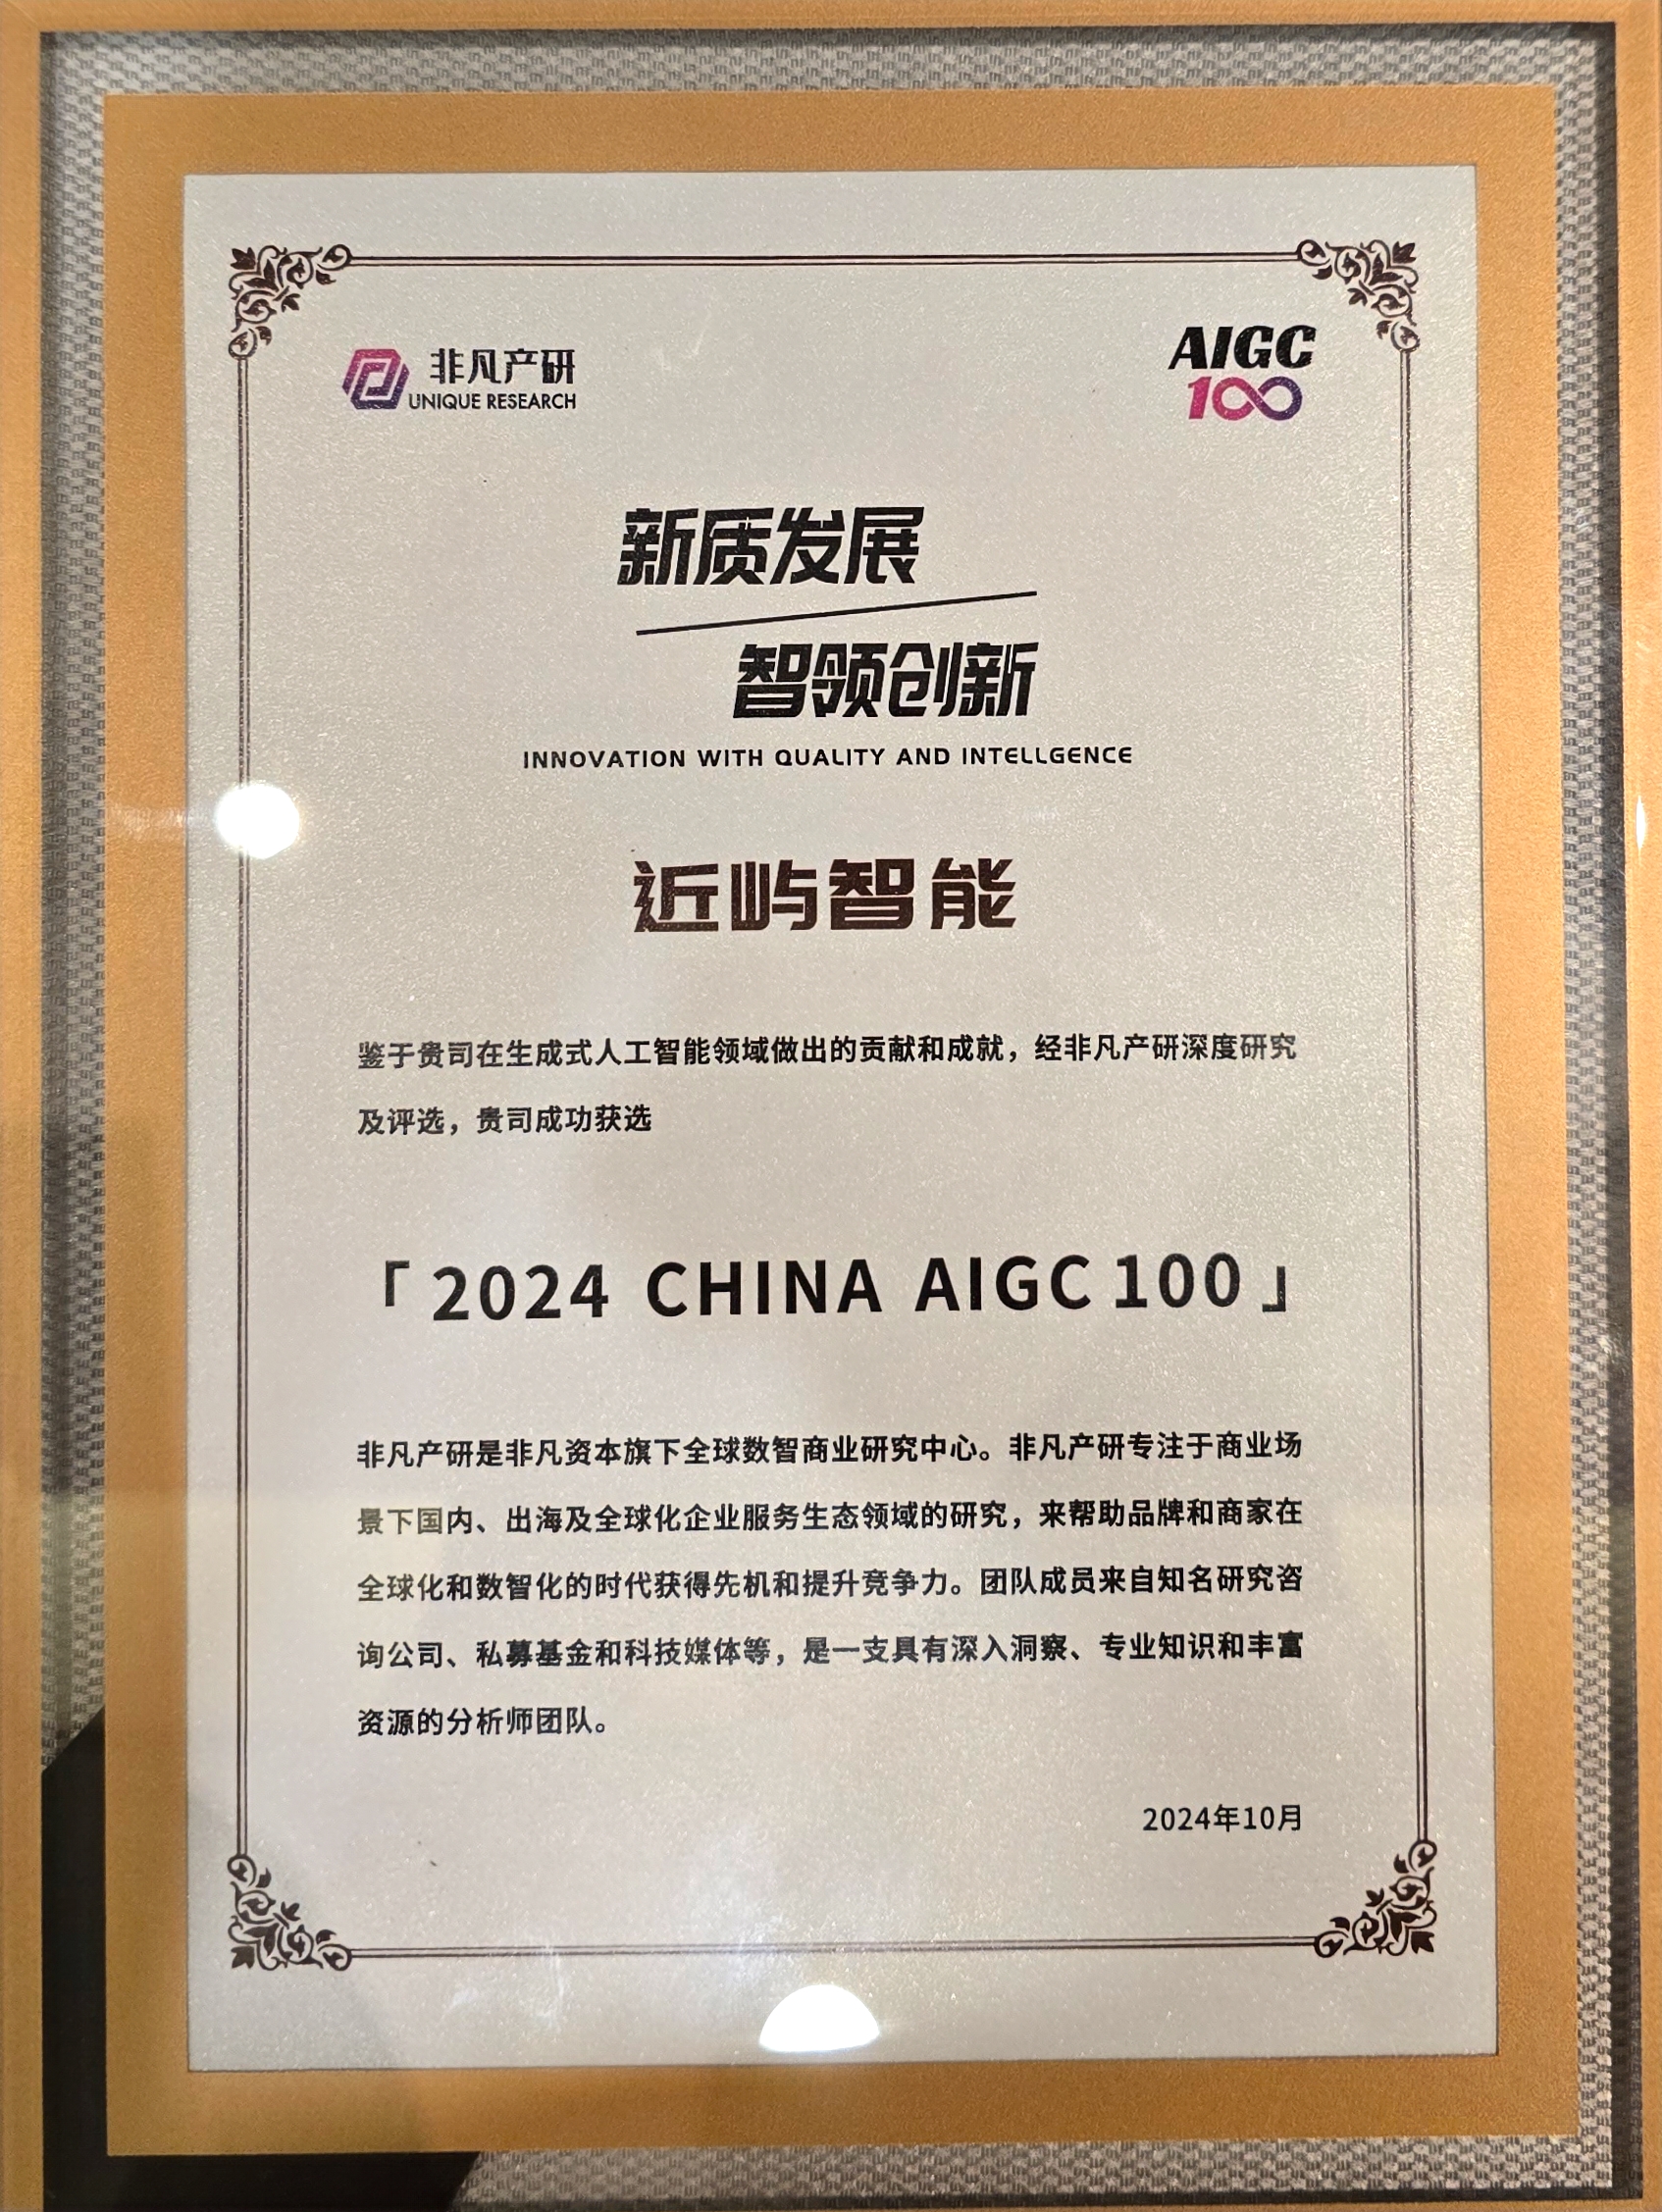 非凡产研
UNIQUE RESEARCH
AIGC
100
新质发展
智领创新
INNOVATION WITH QUALITY AND INTELLGENCE
近屿智能
鉴于贵司在生成式人工智能领域做出的贡献和成就，经非凡产研深度研究
及评选，贵司成功获选
「2024 CHINA AIGC 100」
非凡产研是非凡资本旗下全球数智商业研究中心。非凡产研专注于商业场
景下国内、出海及全球化企业服务生态领域的研究，来帮助品牌和商家在
全球化和数智化的时代获得先机和提升竞争力。团队成员来自知名研究咨
询公司、私募基金和科技媒体等，是一支具有深入洞察、专业知识和丰富
资源的分析师团队。
2024年10月